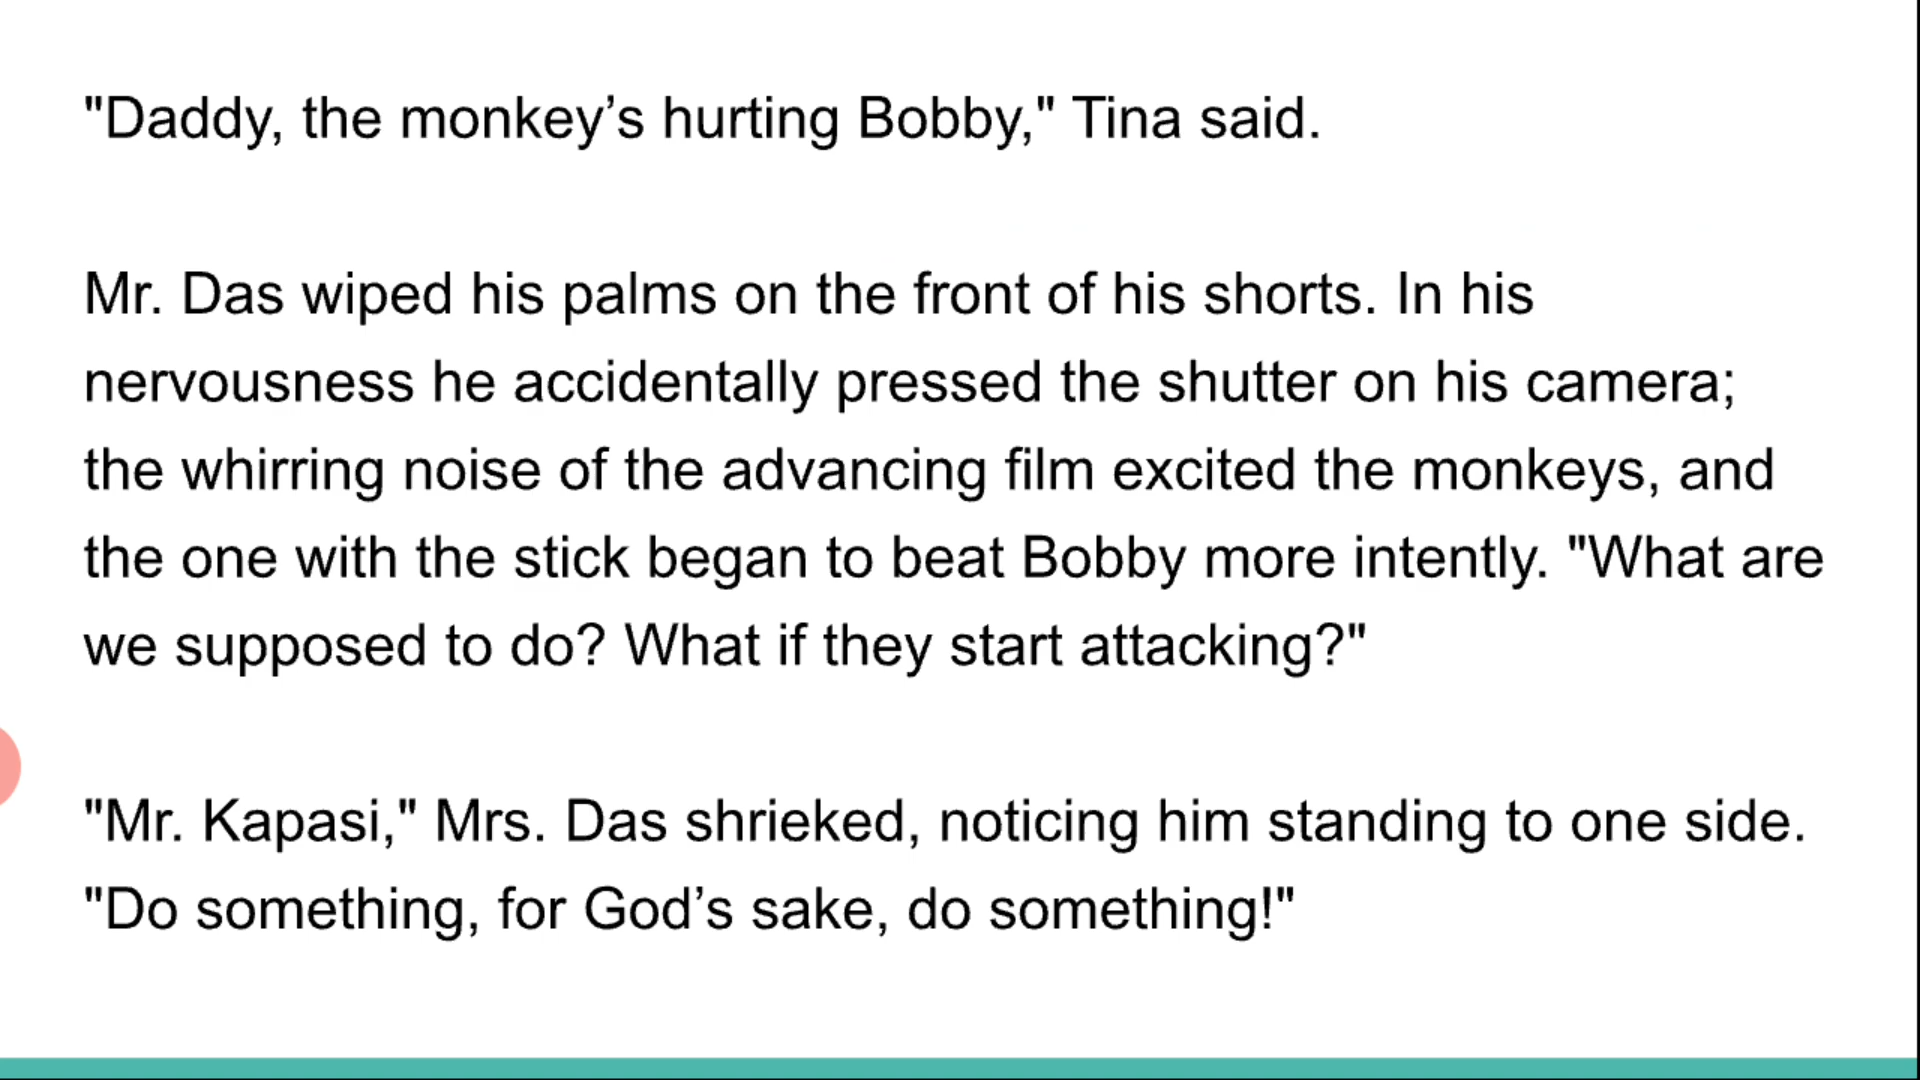 "Daddy, the monkey’s hurting Bobby," Tina said.
Mr. Das wiped his palms on the front of his shorts. In his
nervousness he accidentally pressed the shutter on his camera;
the whirring noise of the advancing film excited the monkeys, and
the one with the stick began to beat Bobby more intently. "What are
we supposed to do? What if they start attacking?"
"Mr. Kapasi," Mrs. Das shrieked, noticing him standing to one side.
"Do something, for God’s sake, do something!"